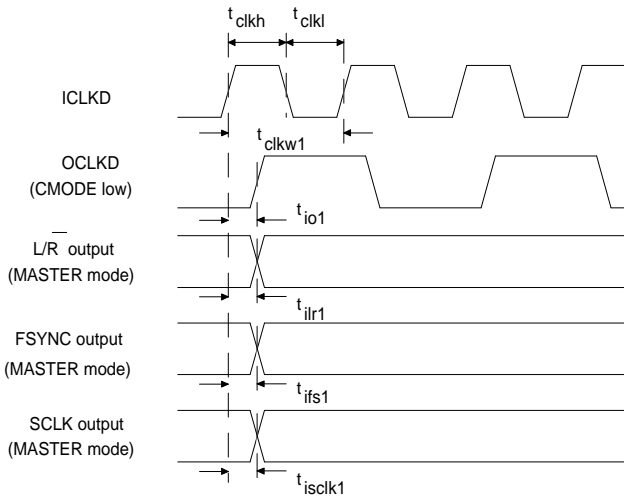 t clkh
t clkl
ICLKD
t clkw1
OCLKD
(CMODE low)
t io1
L/R̅ output
(MASTER mode)
t ilr1
FSYNC output
(MASTER mode)
t ifs1
SCLK output
(MASTER mode)
t isclk1